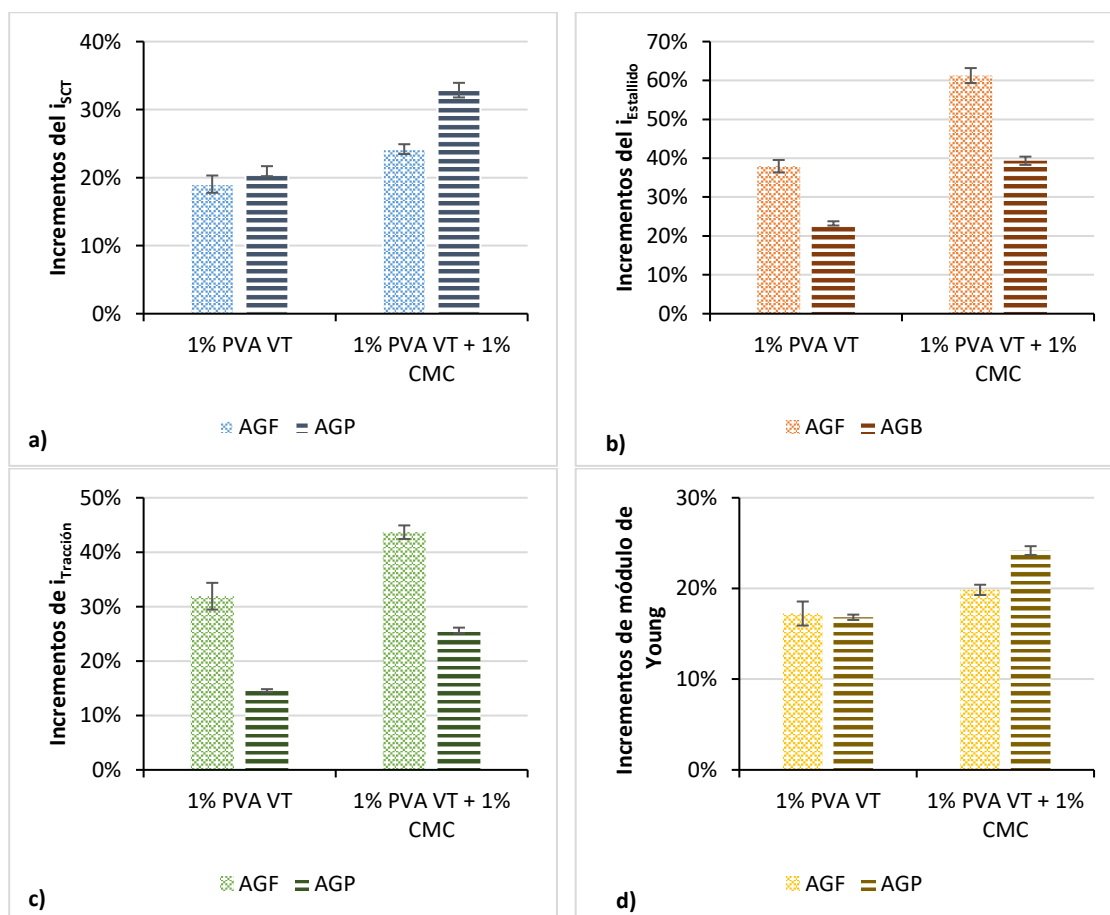 Incrementos del iSCT
40%
30%
20%
10%
0%
1% PVA VT
1% PVA VT + 1%
CMC
AGF
AGP
a)
Incrementos del iEstallido
70%
60%
50%
40%
30%
20%
10%
0%
1% PVA VT
1% PVA VT + 1%
CMC
AGF
AGB
b)
Incrementos de iTracción
50%
40%
30%
20%
10%
0%
1% PVA VT
1% PVA VT + 1%
CMC
AGF
AGP
c)
Incrementos de módulo de
Young
30%
20%
10%
0%
1% PVA VT
1% PVA VT + 1%
CMC
AGF
AGP
d)